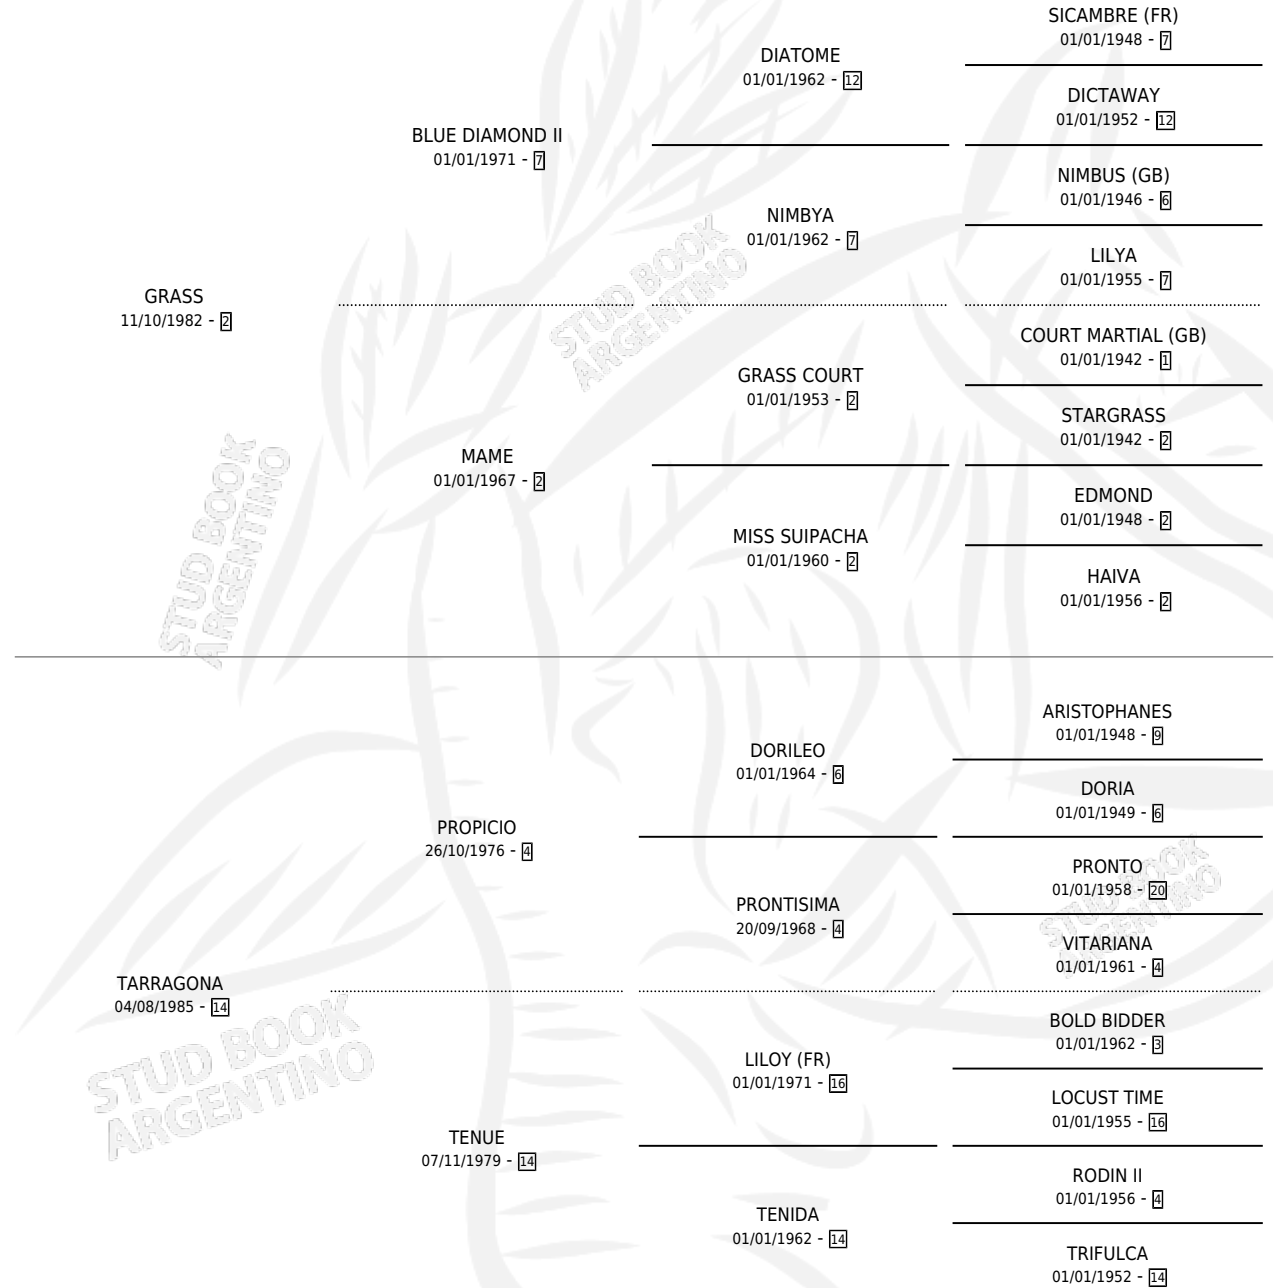 SICAMBRE (FR)
01/01/1948 - 7
DIATOME
01/01/1962 - 12
DICTAWAY
01/01/1952 - 12
BLUE DIAMOND II
01/01/1971 - 7
NIMBUS (GB)
01/01/1946 - 6
NIMBYA
01/01/1962 - 7
LILYA
01/01/1955 - 7
GRASS
11/10/1982 - 2
COURT MARTIAL (GB)
01/01/1942 - 1
GRASS COURT
01/01/1953 - 2
STARGRASS
01/01/1942 - 2
MAME
01/01/1967 - 2
EDMOND
01/01/1948 - 2
MISS SUIPACHA
01/01/1960 - 2
HAIVA
01/01/1956 - 2
STUD BOOK
ARGENTINO
STUD BOOK
ARGENTINO
ARISTOPHANES
01/01/1948 - 9
DORILEO
01/01/1964 - 6
DORIA
01/01/1949 - 6
PROPICIO
26/10/1976 - 4
PRONTO
01/01/1958 - 20
PRONTISIMA
20/09/1968 - 4
VITARIANA
01/01/1961 - 4
TARRAGONA
04/08/1985 - 14
BOLD BIDDER
01/01/1962 - 3
LILOY (FR)
01/01/1971 - 16
LOCUST TIME
01/01/1955 - 16
TENUE
07/11/1979 - 14
RODIN II
01/01/1956 - 4
TENIDA
01/01/1962 - 14
TRIFULCA
01/01/1952 - 14
STUD BOOK
ARGENTINO
STUD BOOK
ARGENTINO